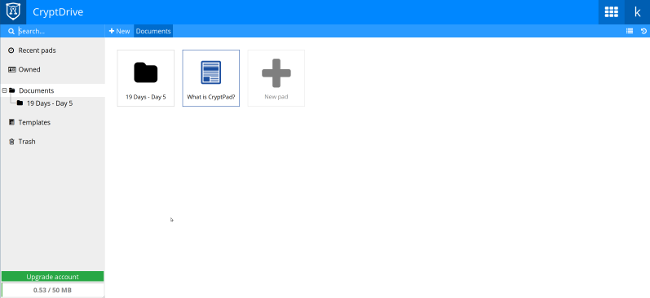 CryptDrive
k
Search...
New
Documents
Recent pads
Owned
Documents
19 Days - Day 5
Templates
Trash
19 Days - Day 5
What is CryptPad?
New pad
Upgrade account
0.53 / 50 MB